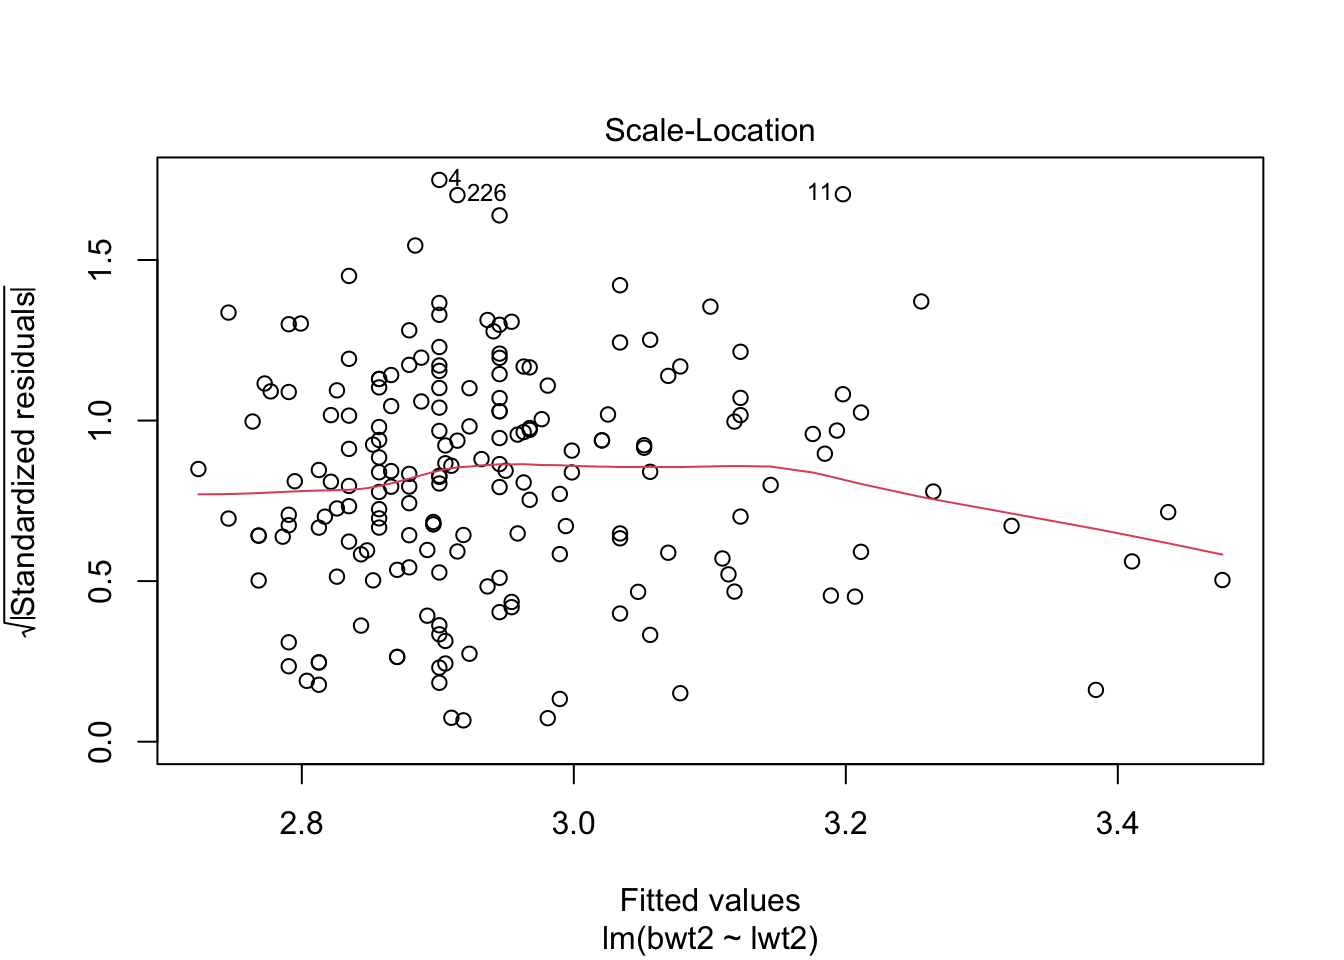 Scale-Location
4
226
11
√|Standardized residuals|
1.5
1.0
0.5
0.0
2.8 3.0 3.2 3.4
Fitted values
lm(bwt2 ~ lwt2)